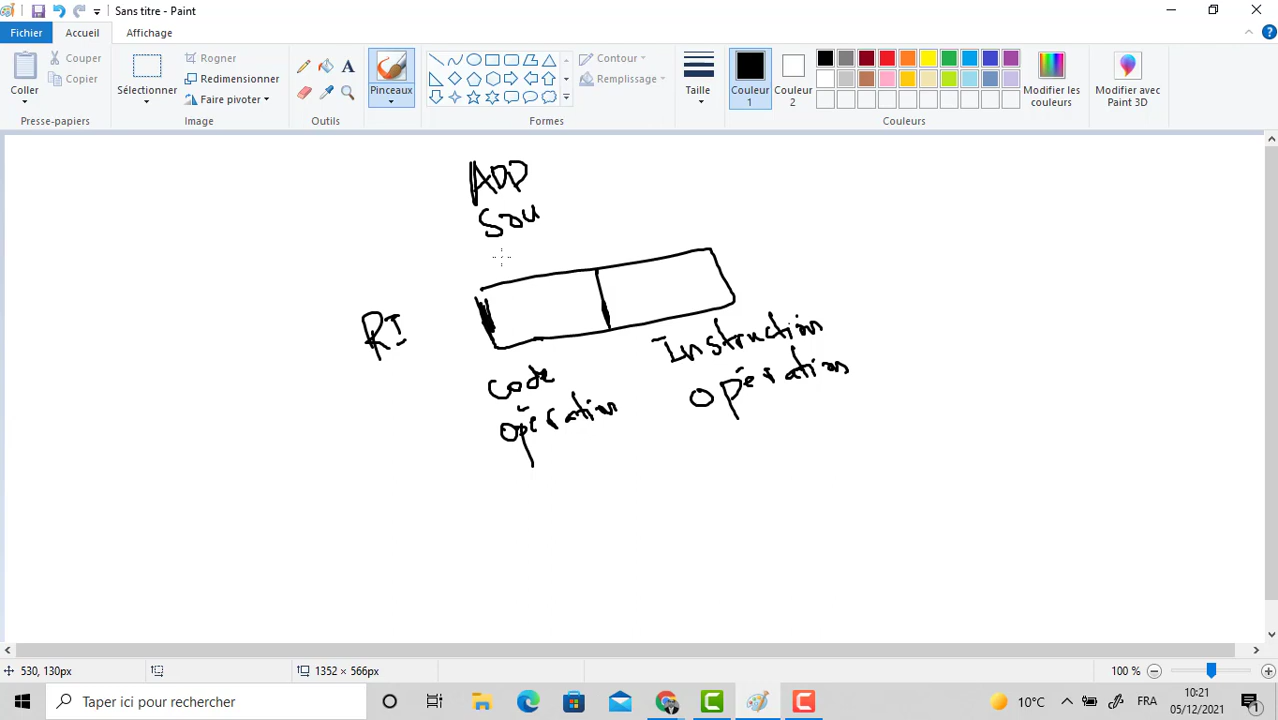 Sans titre - Paint
Fichier
Accueil
Affichage
Coller
Couper
Copier
Presse-papiers
Sélectionner
Rogner
Redimensionner
Faire pivoter
Image
Outils
Pinceaux
Formes
Contour
Remplissage
Taille
Couleur
1
Couleur
2
Modifier les
couleurs
Couleurs
Modifier avec
Paint 3D
ADD
Sou
RI
Code
opération
Instruction
opération
530, 130px
1352 × 566px
100 %
Taper ici pour rechercher
10°C
FRA
10:21
05/12/2021
1